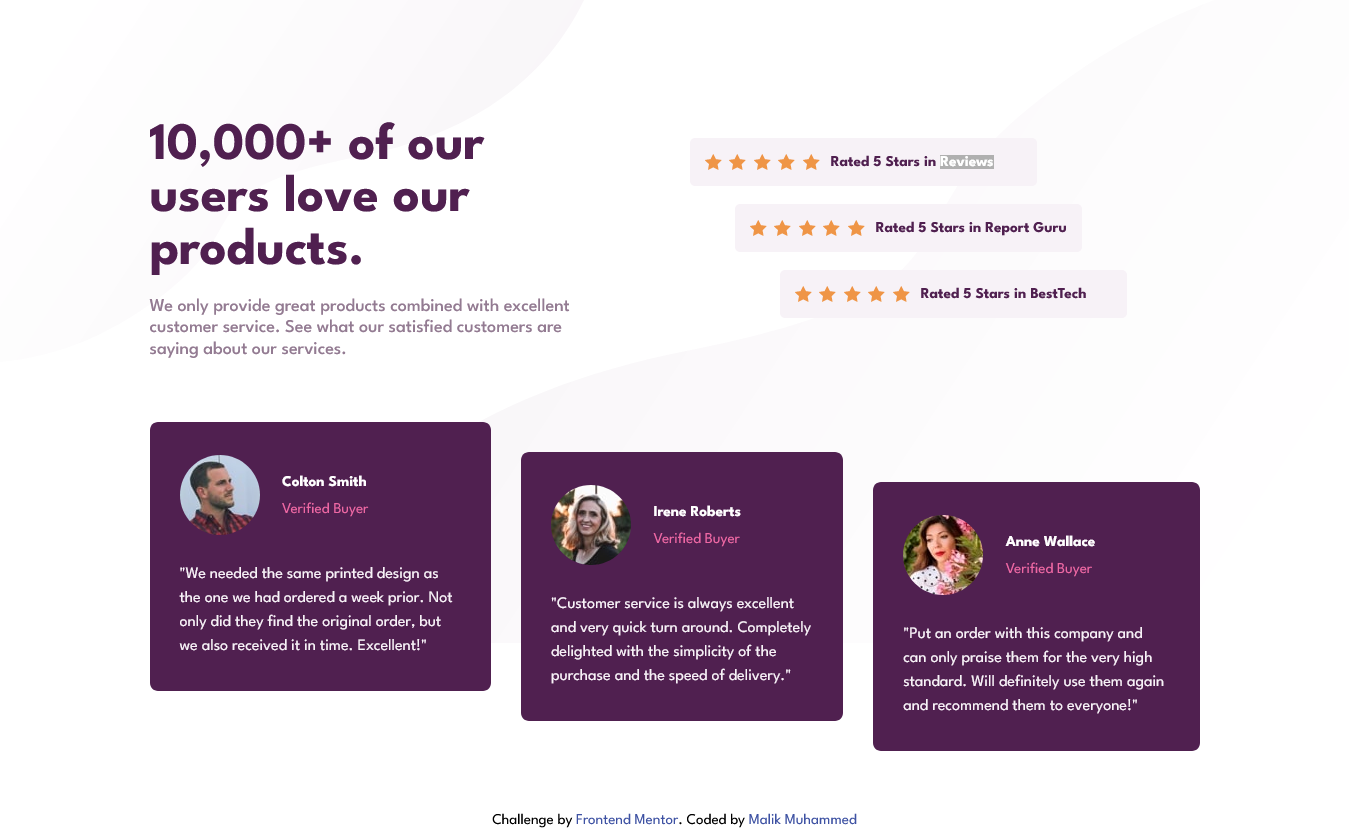 10,000+ of our
users love our
products.
We only provide great products combined with excellent
customer service. See what our satisfied customers are
saying about our services.
Rated 5 Stars in Reviews
Rated 5 Stars in Report Guru
Rated 5 Stars in BestTech
Colton Smith
Verified Buyer
"We needed the same printed design as
the one we had ordered a week prior. Not
only did they find the original order, but
we also received it in time. Excellent!"
Irene Roberts
Verified Buyer
"Customer service is always excellent
and very quick turn around. Completely
delighted with the simplicity of the
purchase and the speed of delivery."
Anne Wallace
Verified Buyer
"Put an order with this company and
can only praise them for the very high
standard. Will definitely use them again
and recommend them to everyone!"
Challenge by Frontend Mentor. Coded by Malik Muhammed